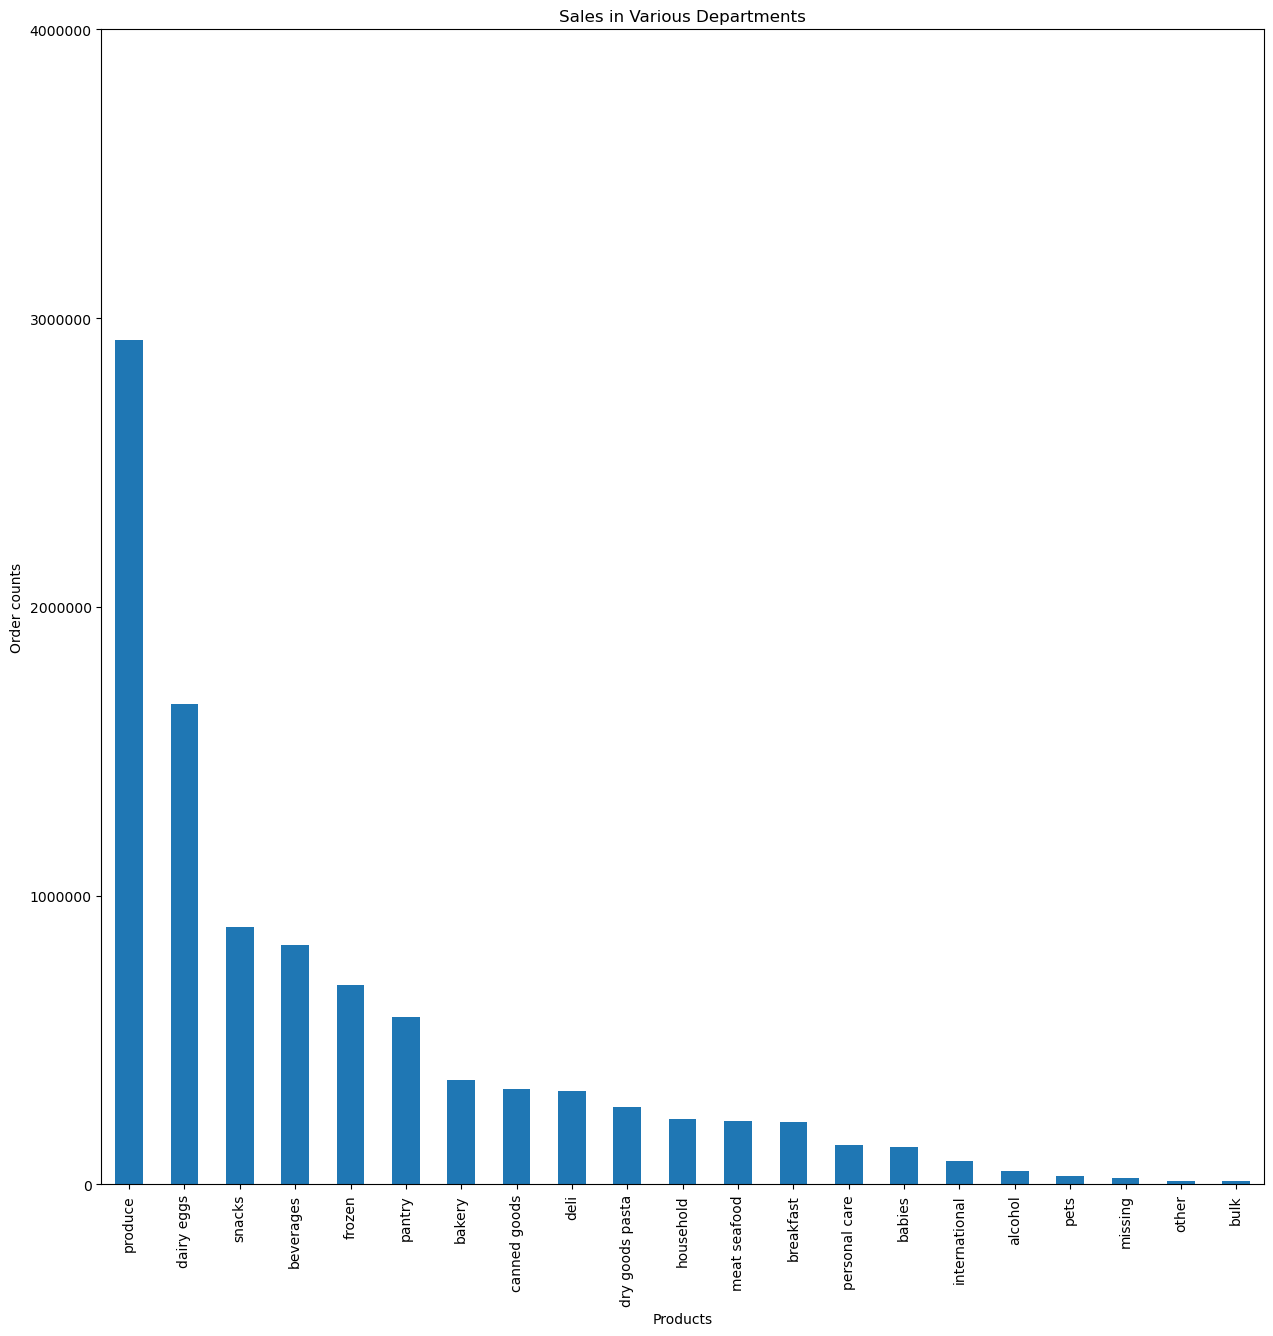 Sales in Various Departments
4000000
3000000
2000000
1000000
0
Order counts
produce
dairy eggs
snacks
beverages
frozen
pantry
bakery
canned goods
deli
dry goods pasta
household
meat seafood
breakfast
personal care
babies
international
alcohol
pets
missing
other
bulk
Products